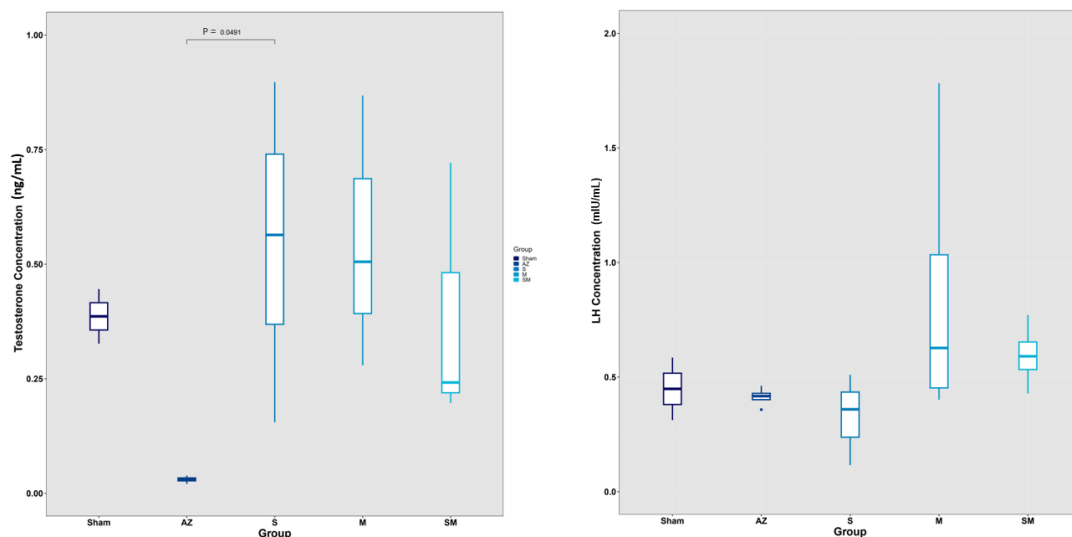 P = 0.0491
Testosterone Concentration (ng/mL)
1.00
0.75
0.50
0.25
0.00
Sham AZ S M SM
Group
Group
Sham
AZ
S
M
SM
LH Concentration (mIU/mL)
2.0
1.5
1.0
0.5
0.0
Sham AZ S M SM
Group